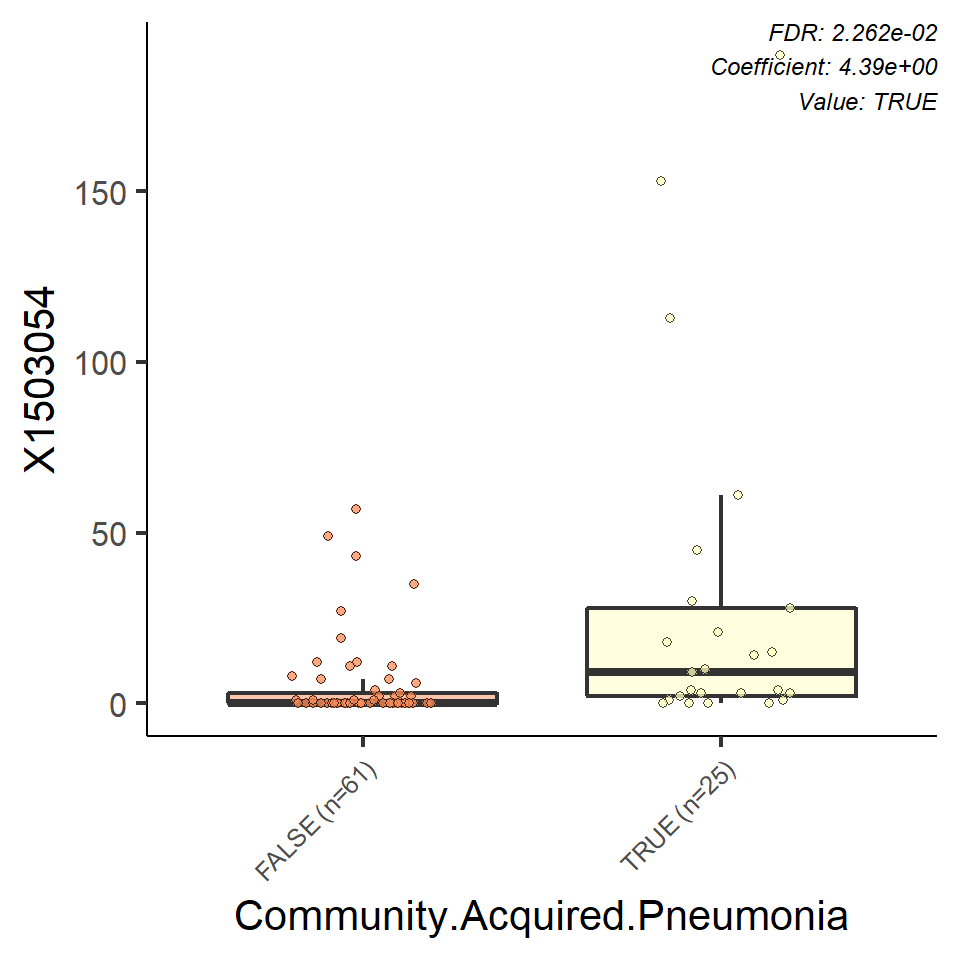 FDR: 2.262e-02
Coefficient: 4.39e+00
Value: TRUE
X1503054
150
100
50
0
FALSE (n=61)
TRUE (n=25)
Community.Acquired.Pneumonia